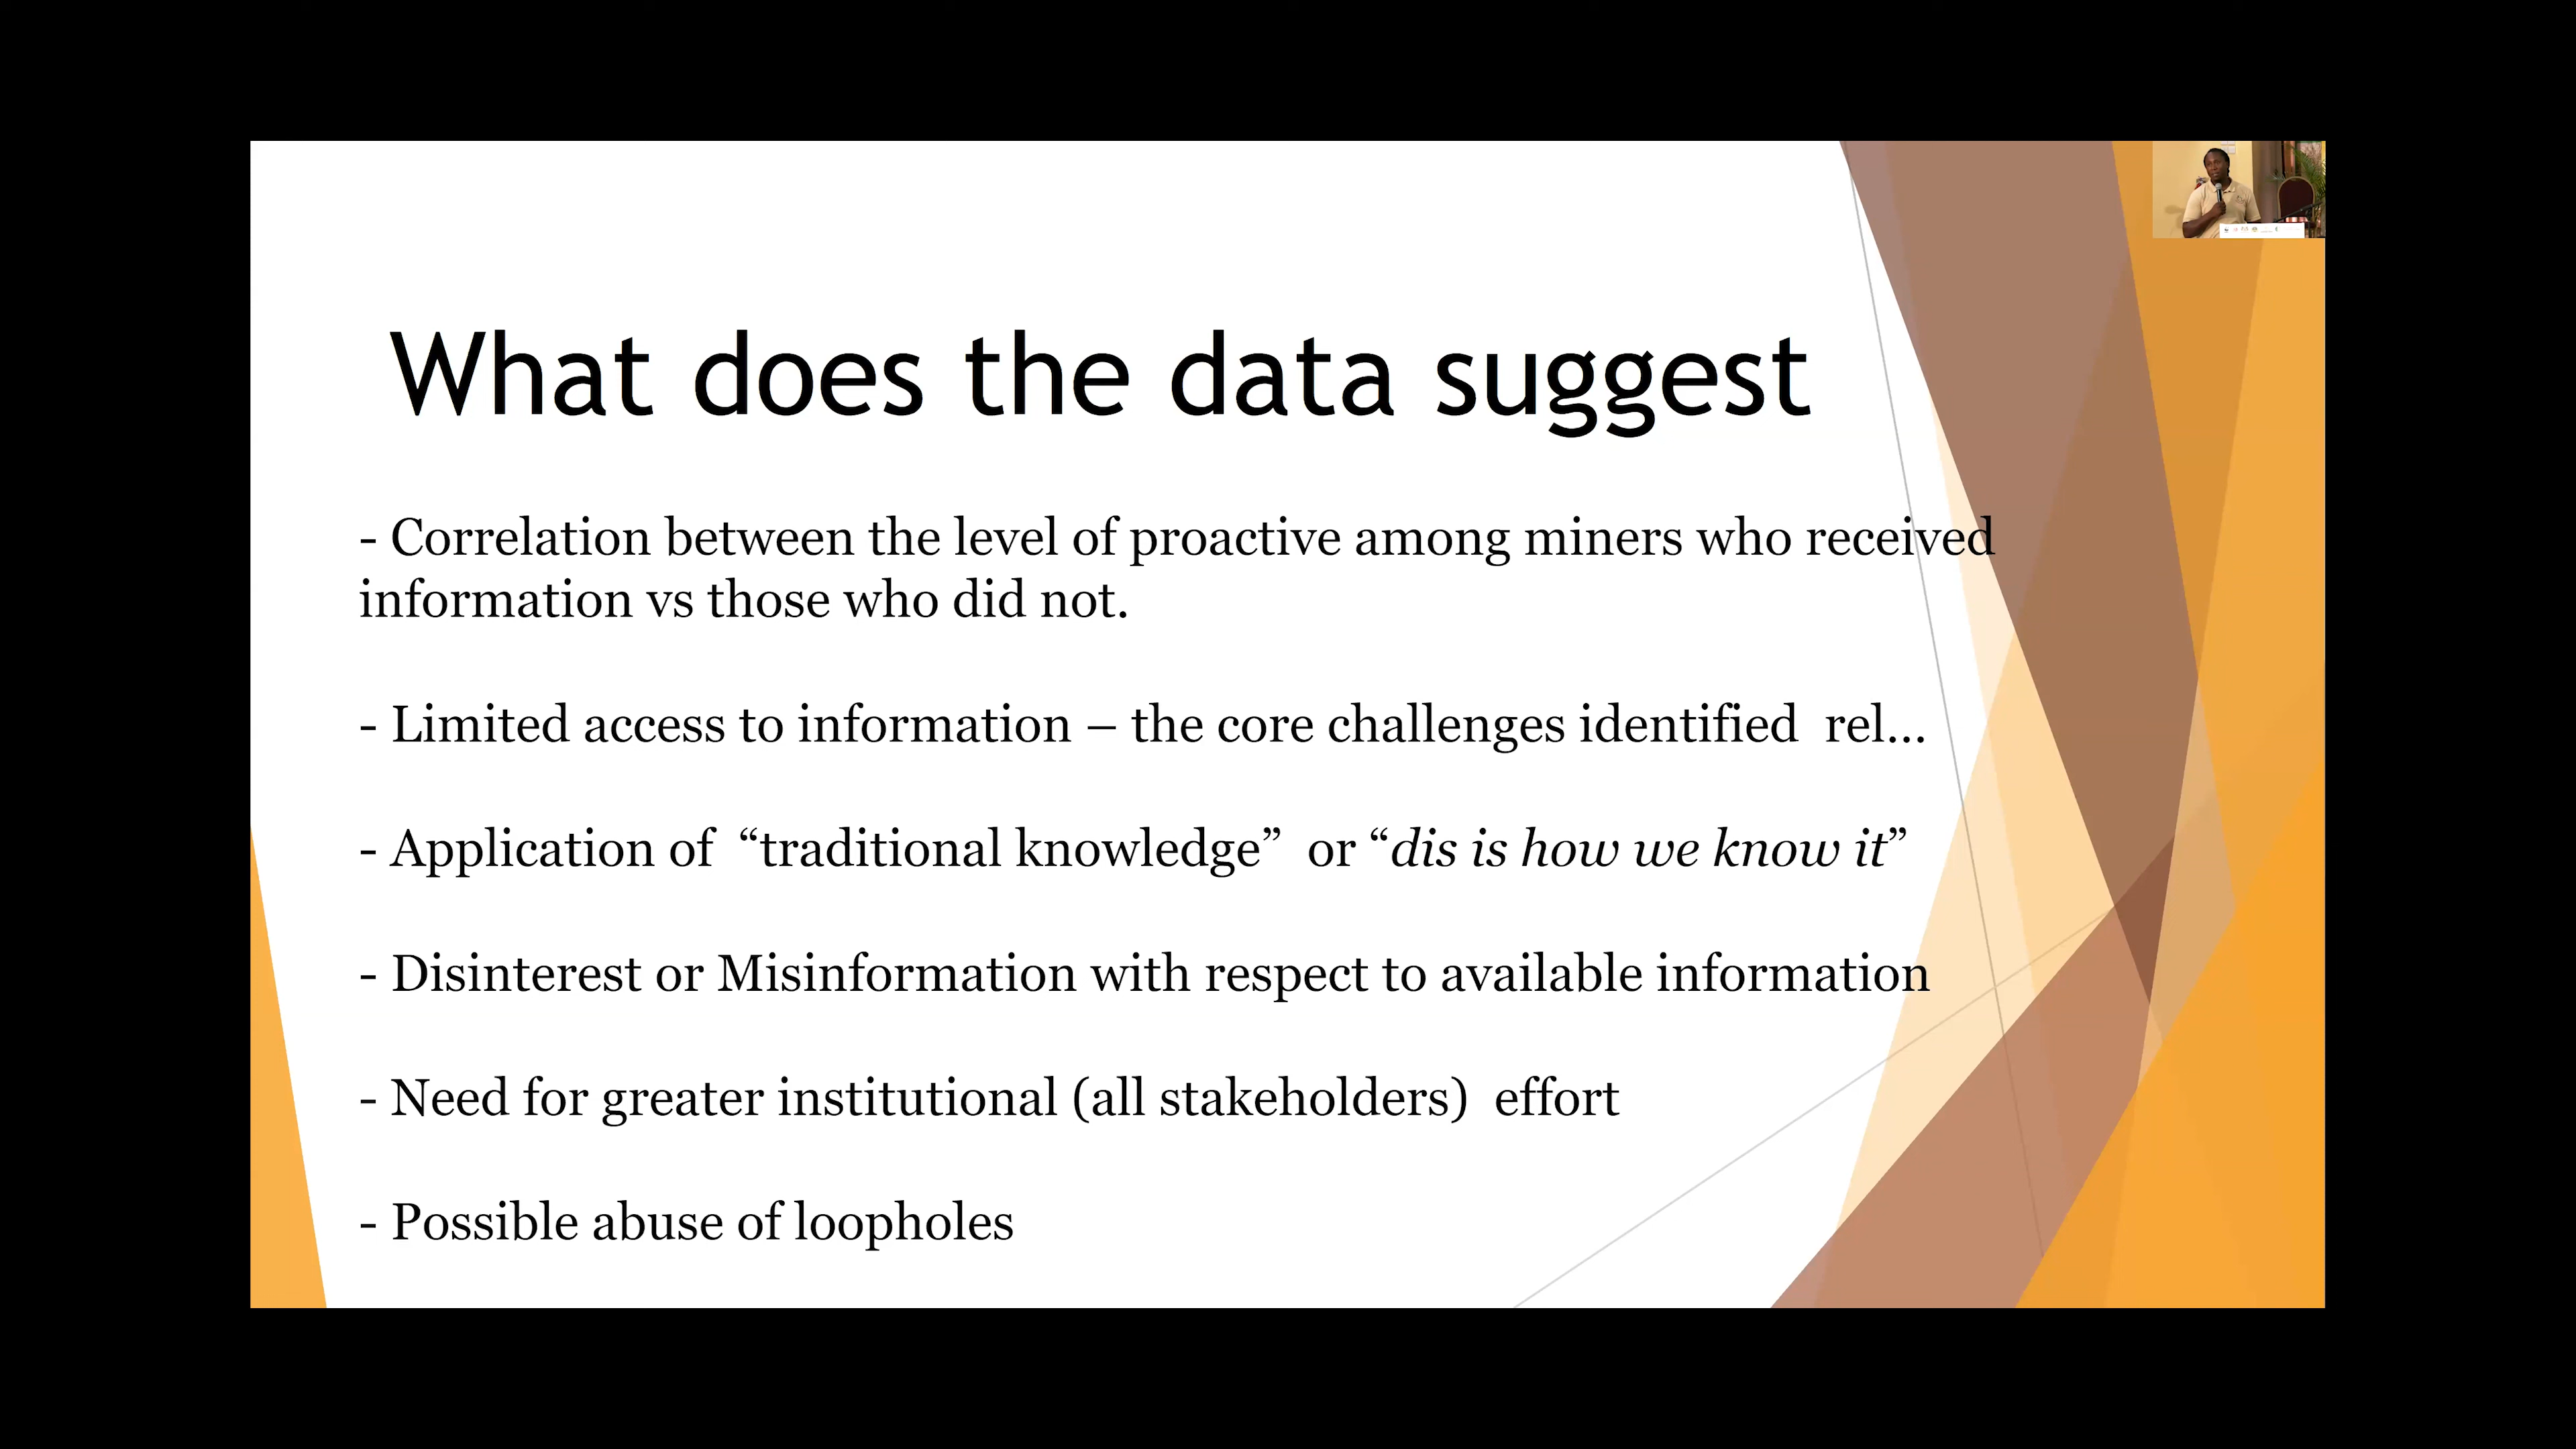 What does the data suggest
- Correlation between the level of proactive among miners who received
information vs those who did not.
- Limited access to information – the core challenges identified  rel...
- Application of  “traditional knowledge”  or “dis is how we know it”
- Disinterest or Misinformation with respect to available information
- Need for greater institutional (all stakeholders)  effort
- Possible abuse of loopholes